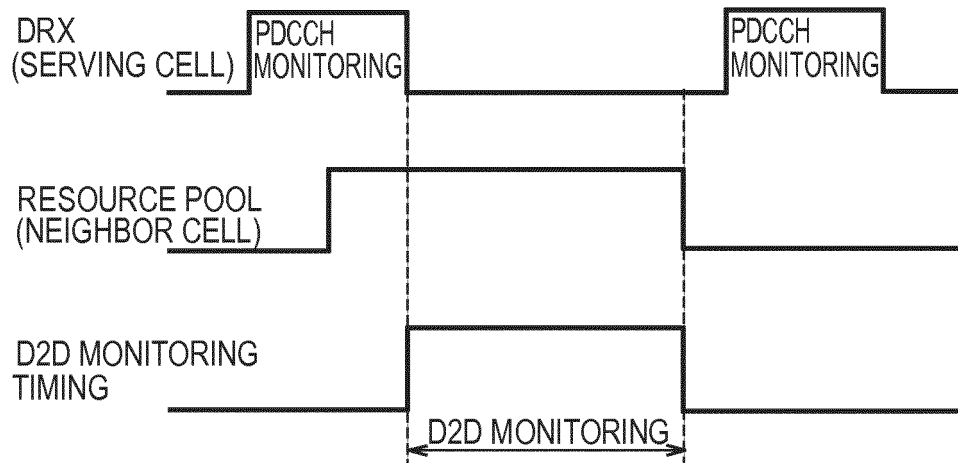 DRX
(SERVING CELL)
PDCCH
MONITORING
PDCCH
MONITORING
RESOURCE POOL
(NEIGHBOR CELL)
D2D MONITORING
TIMING
D2D MONITORING